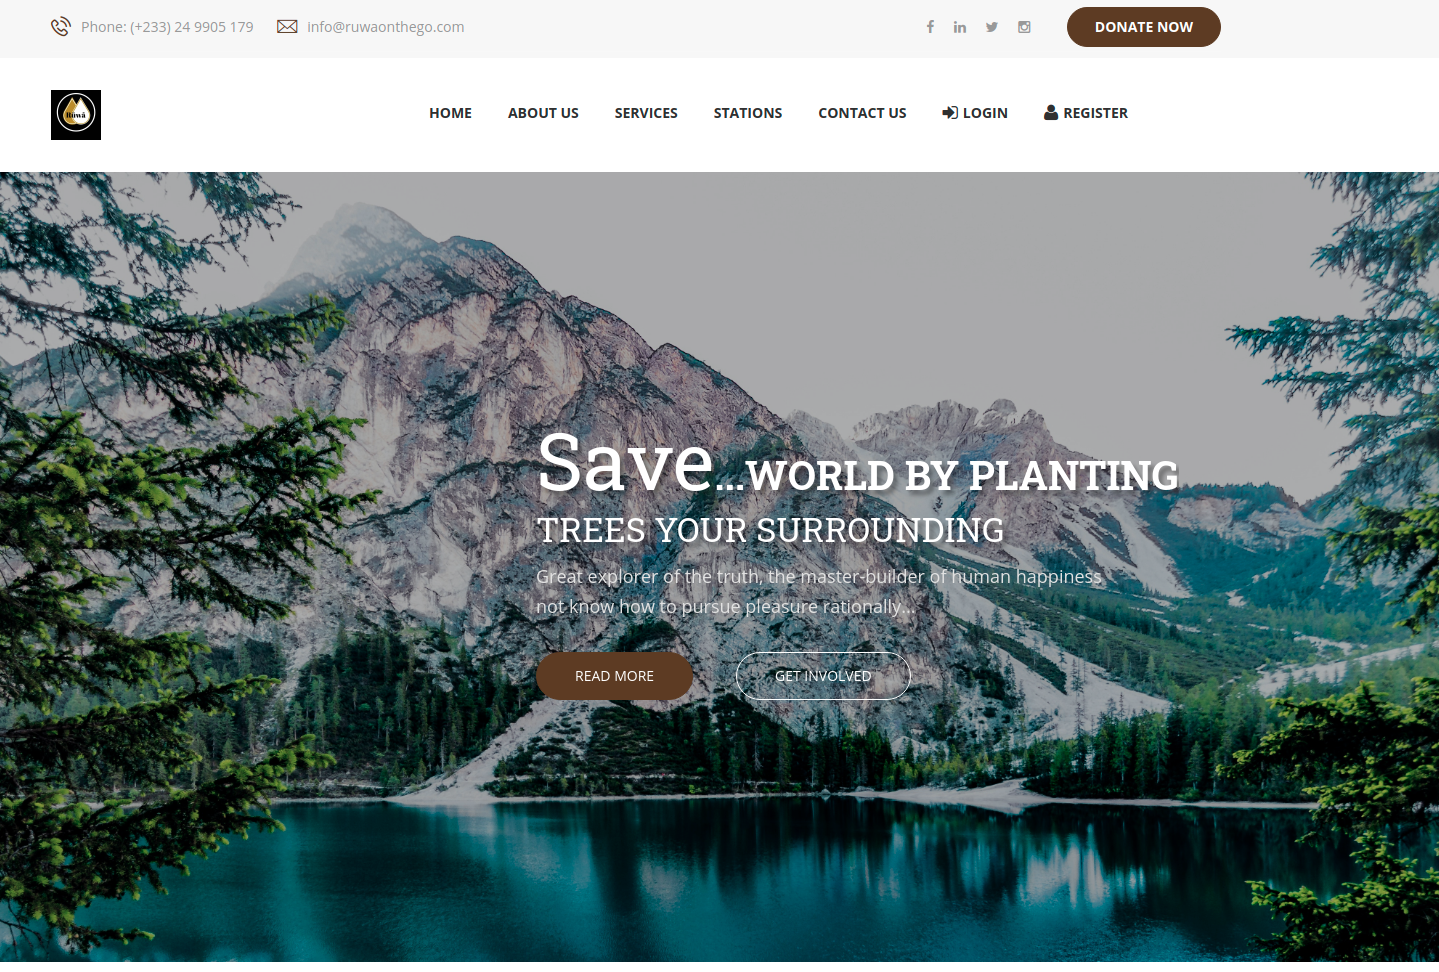 Phone: (+233) 24 9905 179
info@ruwaonthego.com
DONATE NOW
Rūwā
HOME
ABOUT US
SERVICES
STATIONS
CONTACT US
LOGIN
REGISTER
Save...WORLD BY PLANTING
TREES YOUR SURROUNDING
Great explorer of the truth, the master-builder of human happiness
not know how to pursue pleasure rationally...
READ MORE
GET INVOLVED